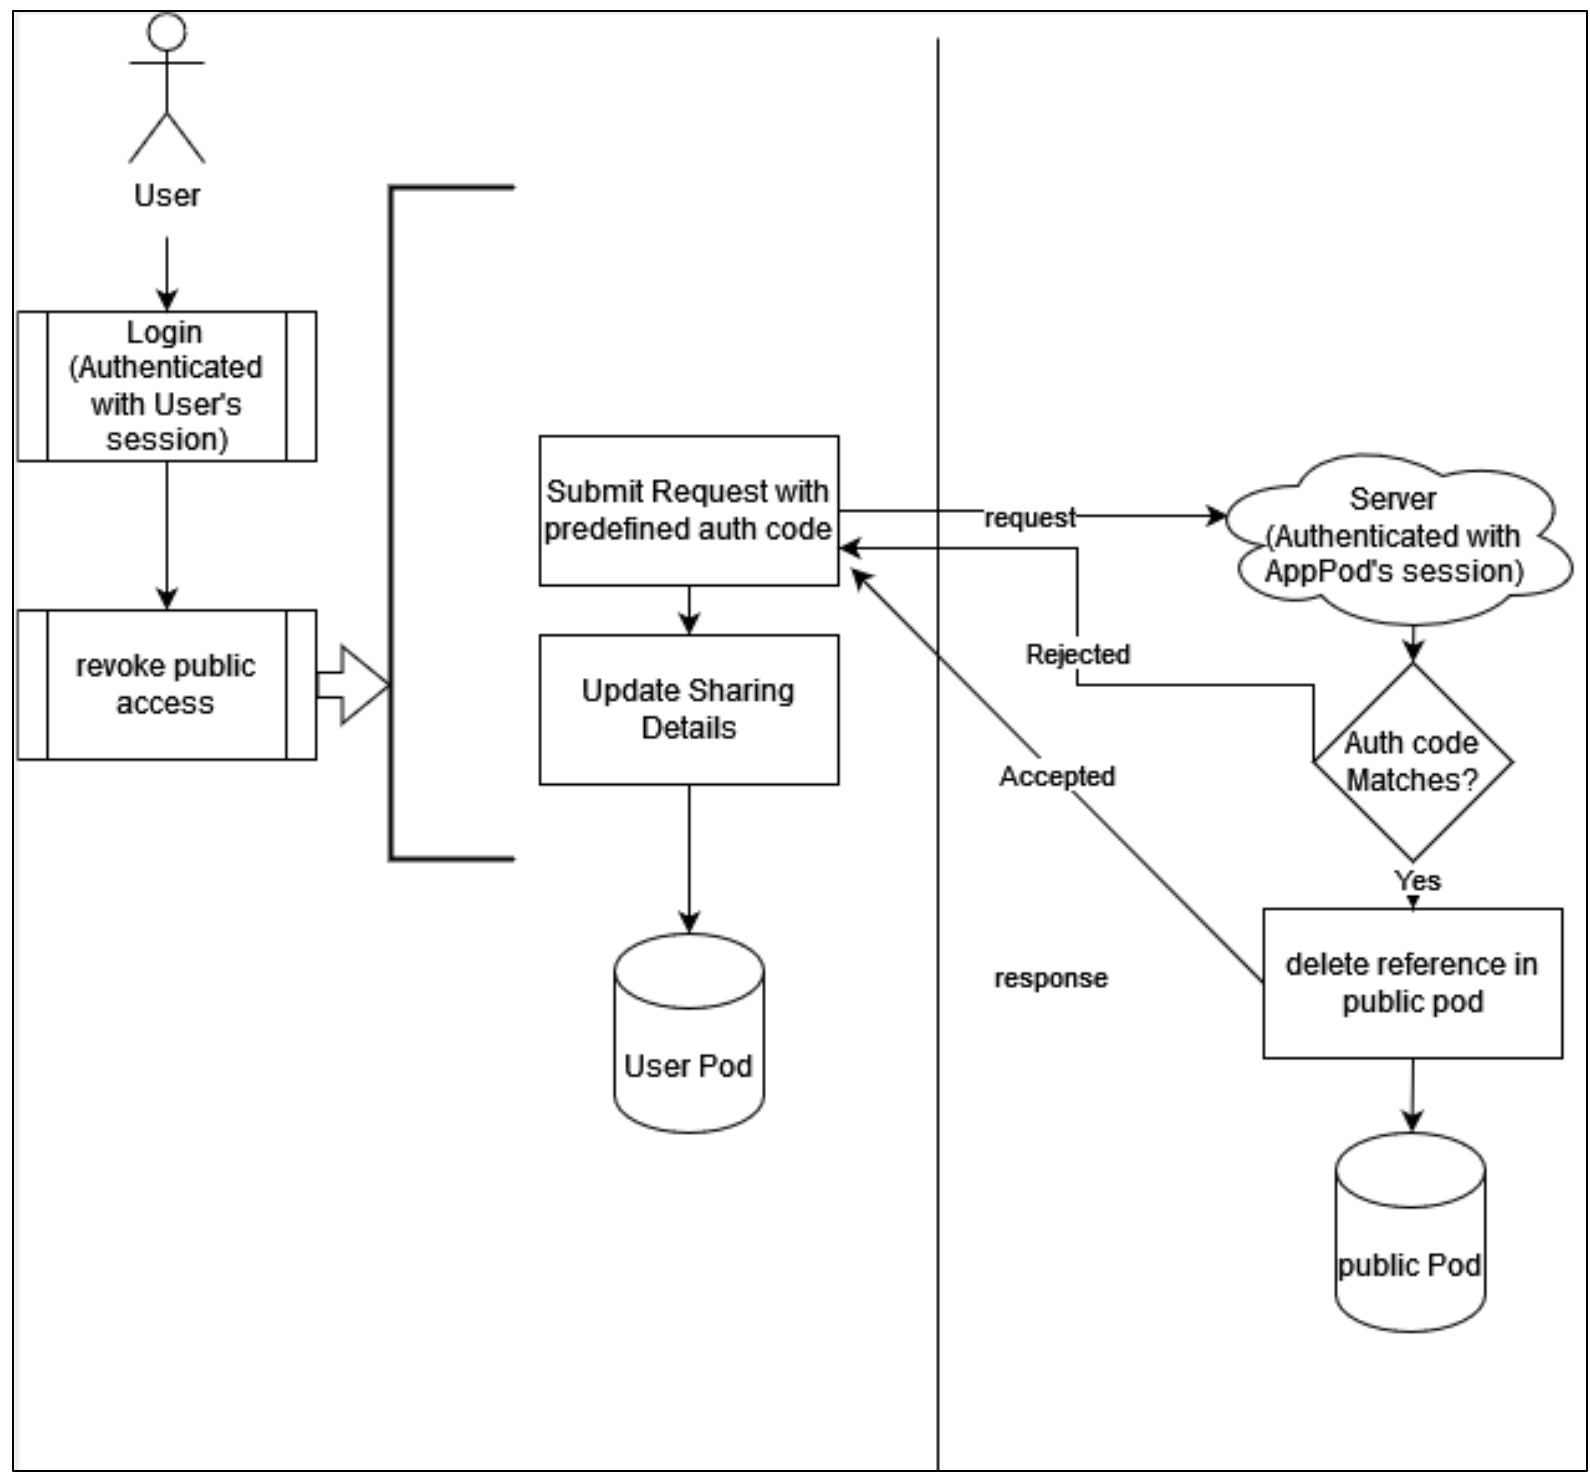 User
Login
(Authenticated
with User's
session)
revoke public
access
Submit Request with
predefined auth code
Update Sharing
Details
User Pod
request
Server
(Authenticated with
AppPod's session)
Rejected
Auth code
Matches?
Accepted
Yes
response
delete reference in
public pod
public Pod